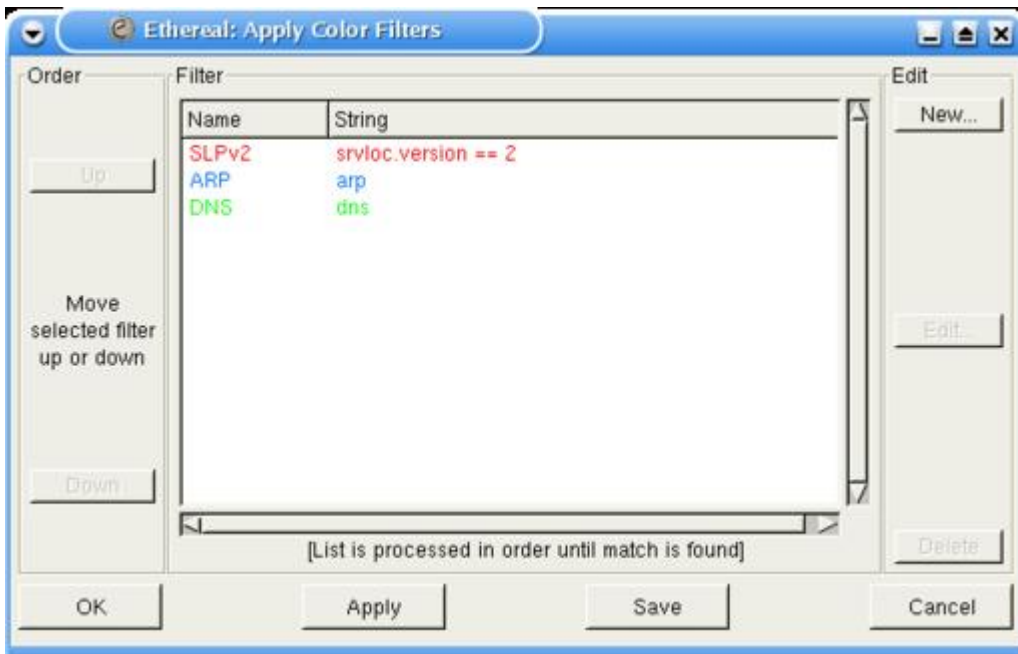 Ethereal: Apply Color Filters
Order
Filter
Edit
Name String
New...
SLPv2 srvloc.version == 2
ARP arp
DNS dns
Up
Move
selected filter
up or down
Edit...
Down
[List is processed in order until match is found]
Delete
OK Apply Save Cancel